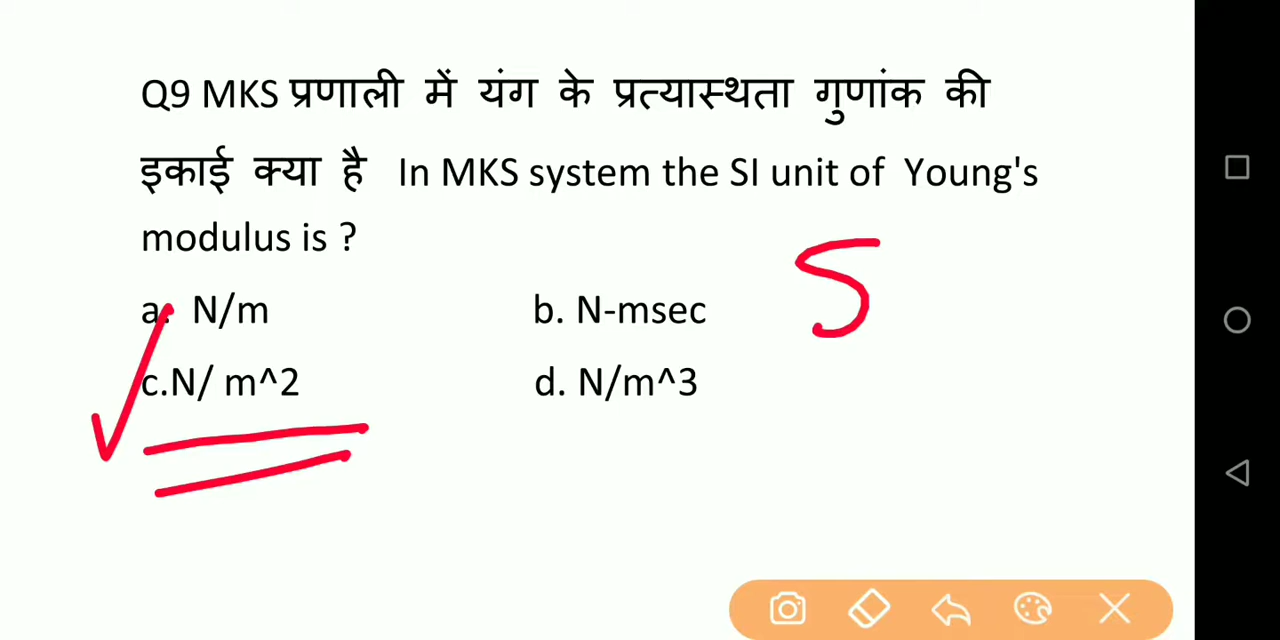 Q9 MKS प्रणाली में यंग के प्रत्यास्थता गुणांक की
इकाई क्या है In MKS system the SI unit of Young's
modulus is ?
a. N/m b. N-msec
c.N/ m^2 d. N/m^3
S